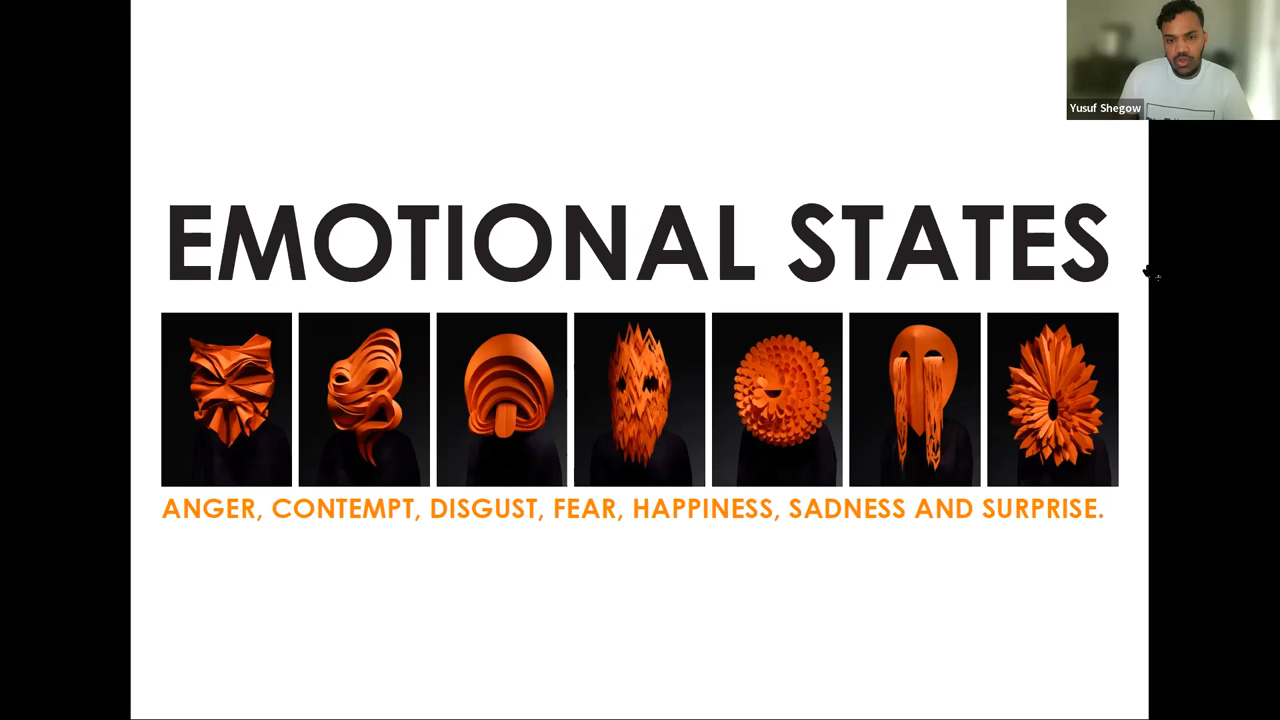 Yusuf Shegow
EMOTIONAL STATES
ANGER, CONTEMPT, DISGUST, FEAR, HAPPINESS, SADNESS AND SURPRISE.